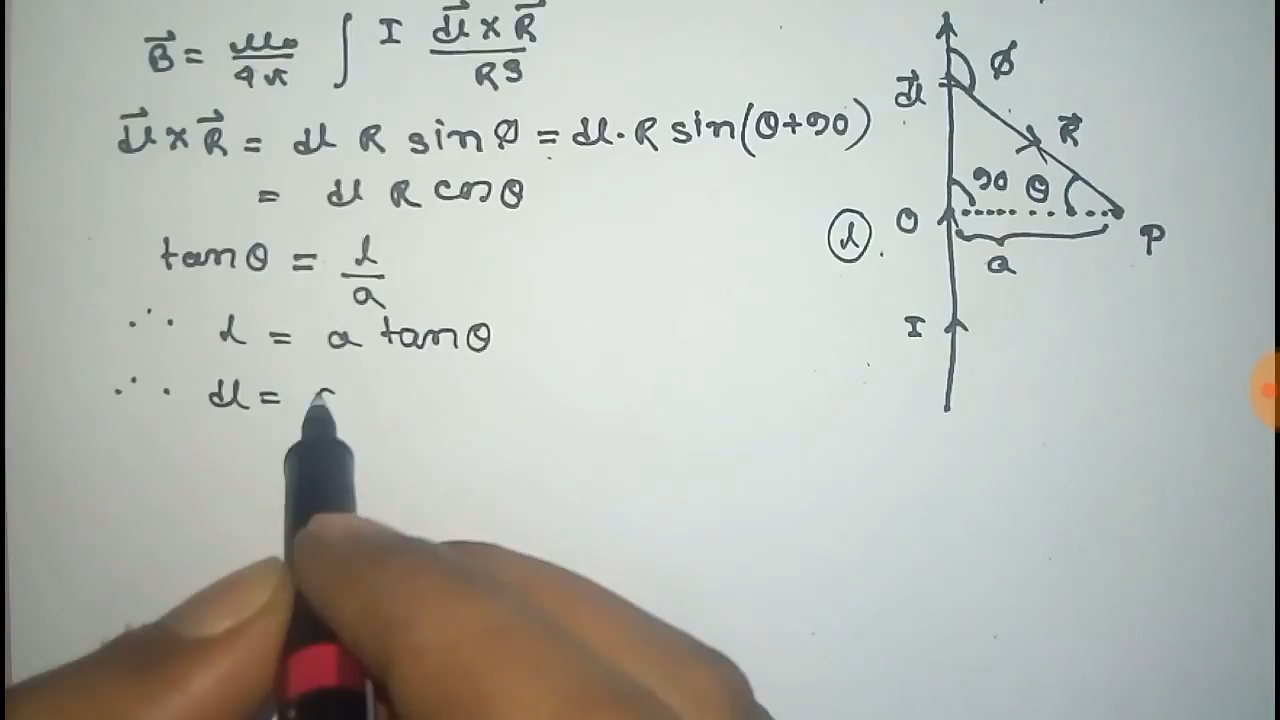 B⃗ = μ₀/4π ∫ I dl⃗ × R⃗ / R³
dl⃗ × R⃗ = dl R sin ϕ = dl · R sin(θ+90)
= dl R cos θ
tan θ = l/a
∴ l = a tan θ
∴ dl =
ϕ
dl⃗
R⃗
90 θ
O
l
P
a
I